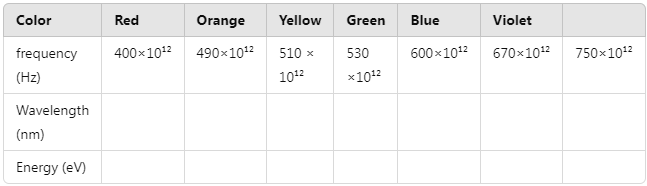 Color Red Orange Yellow Green Blue Violet
frequency (Hz) 400×10¹² 490×10¹² 510 × 10¹² 530 ×10¹² 600×10¹² 670×10¹² 750×10¹²
Wavelength (nm)
Energy (eV)